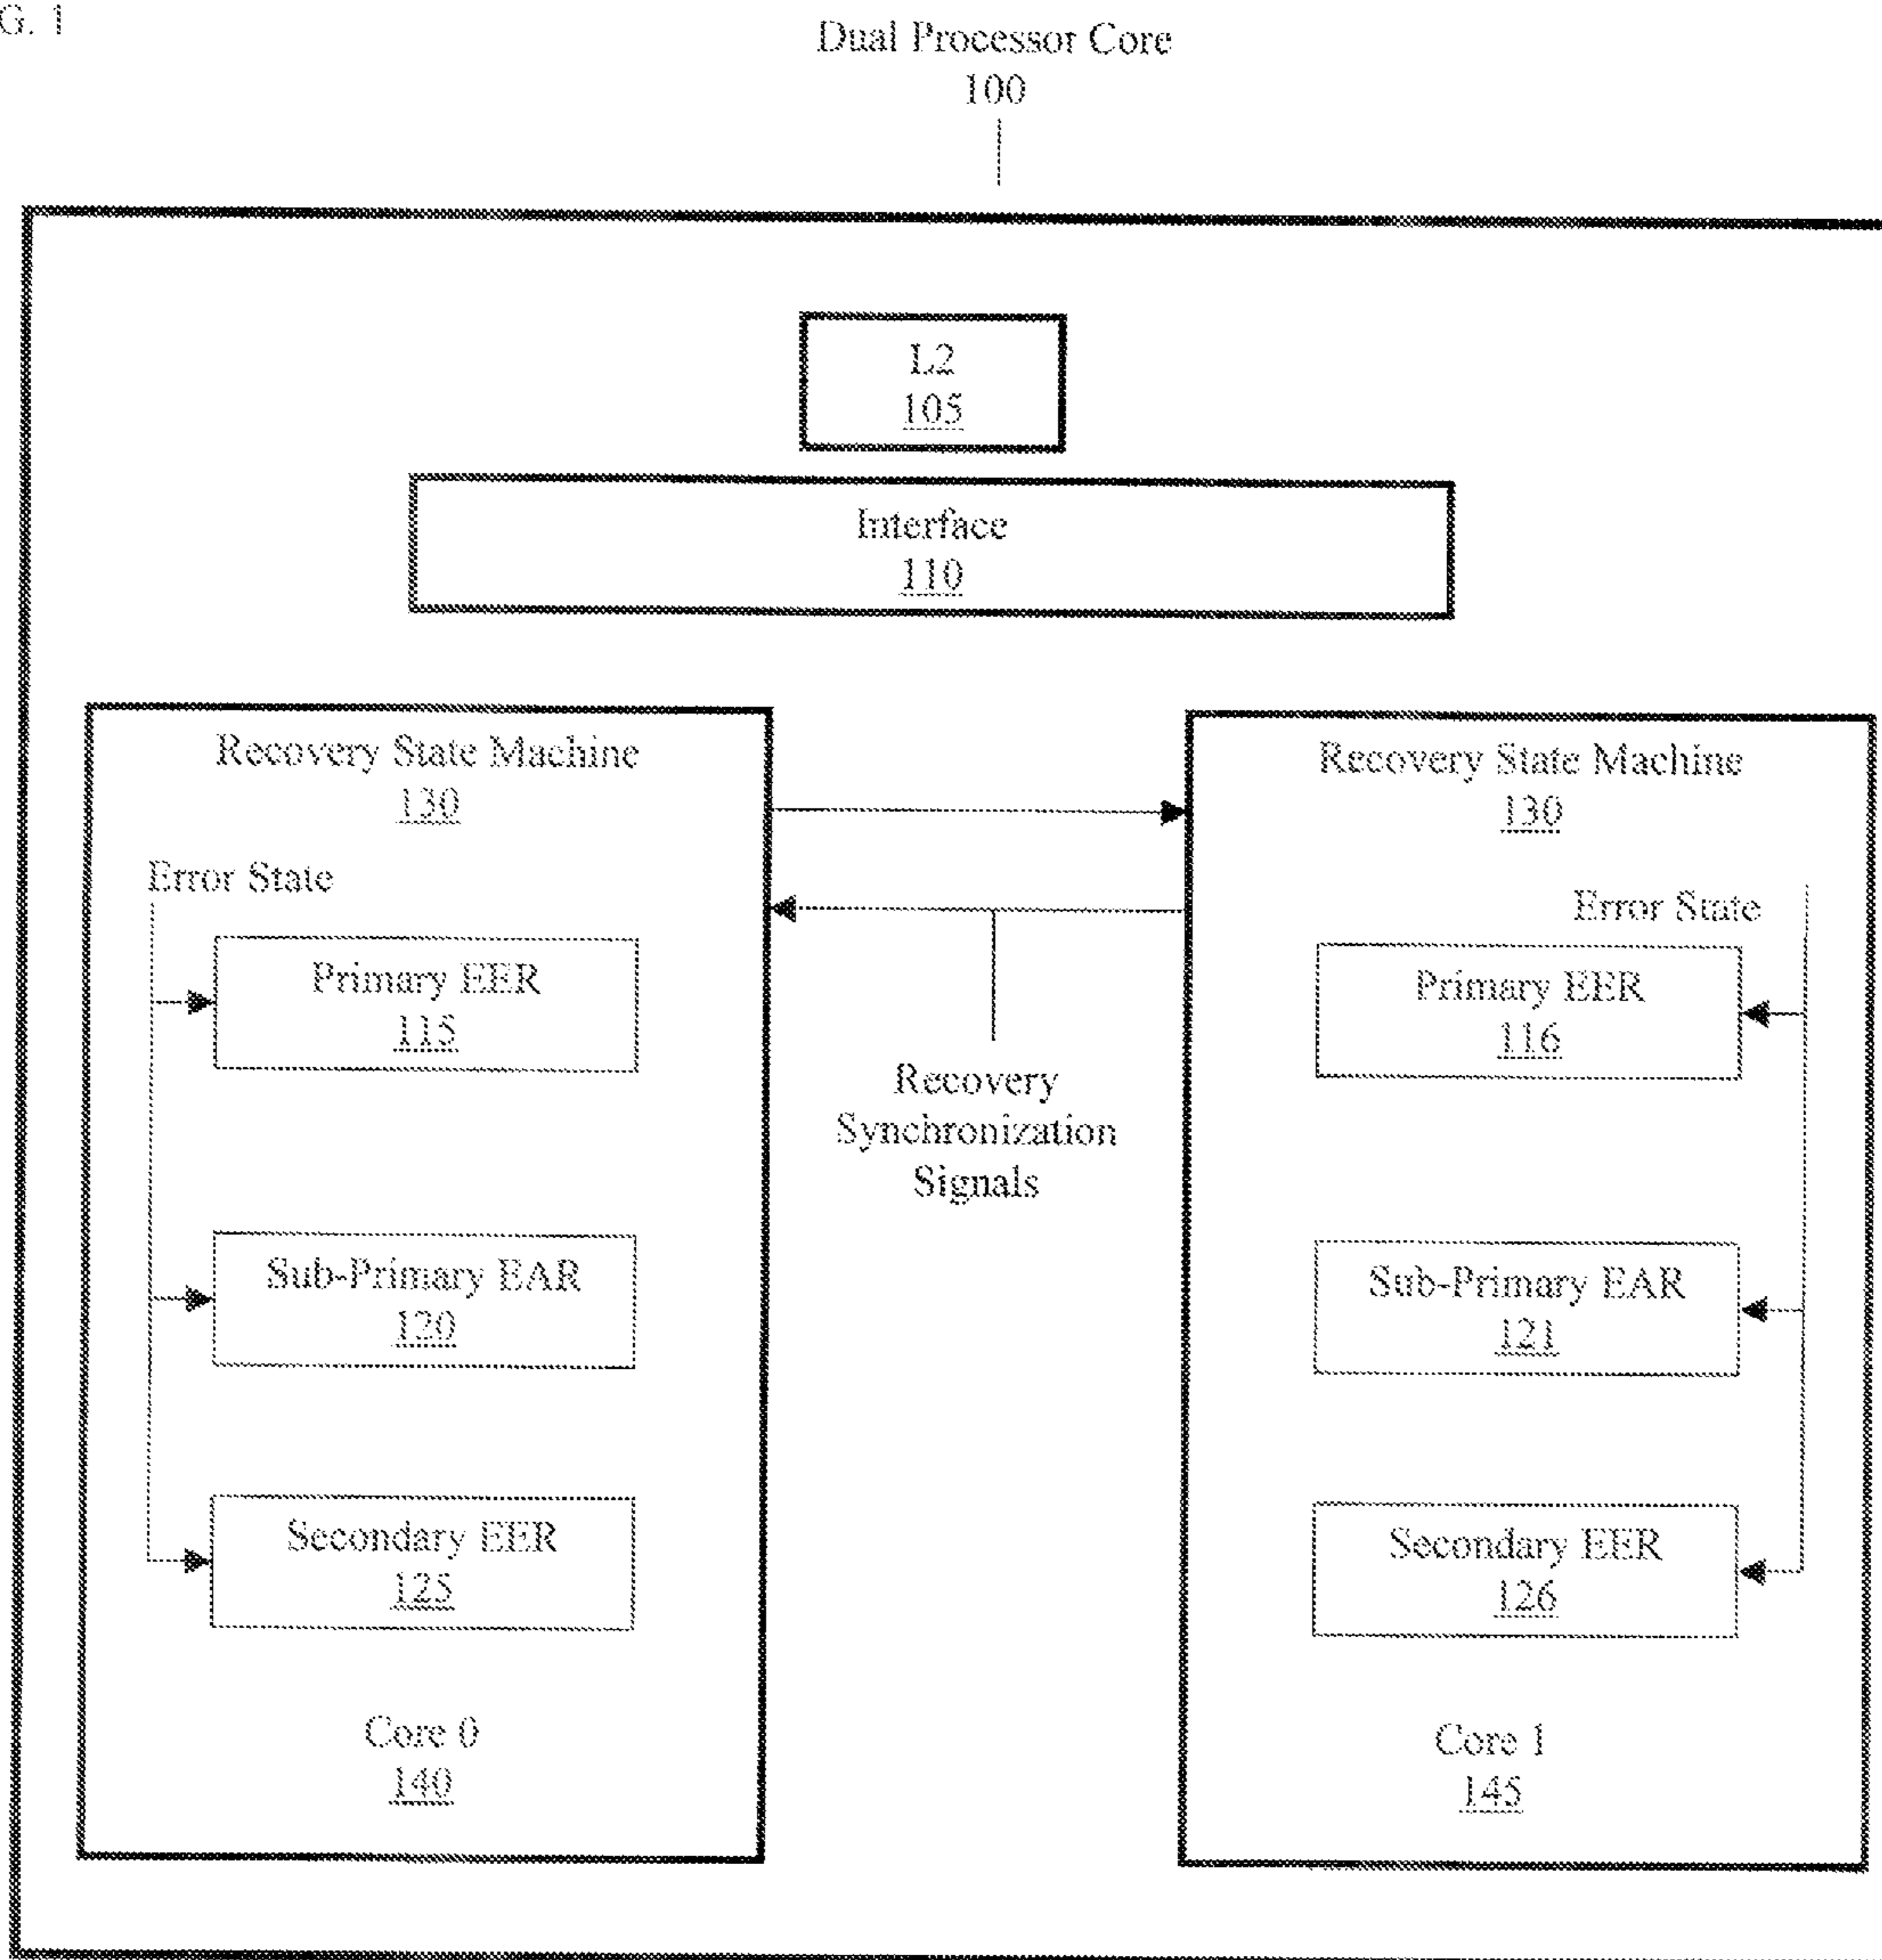 G. 1
Dual Processor Core
100
L2
105
Interface
110
Recovery State Machine
130
Error State
Primary EER
115
Sub-Primary EAR
120
Secondary EER
125
Core 0
140
Recovery
Synchronization
Signals
Recovery State Machine
130
Error State
Primary EER
116
Sub-Primary EAR
121
Secondary EER
126
Core 1
145